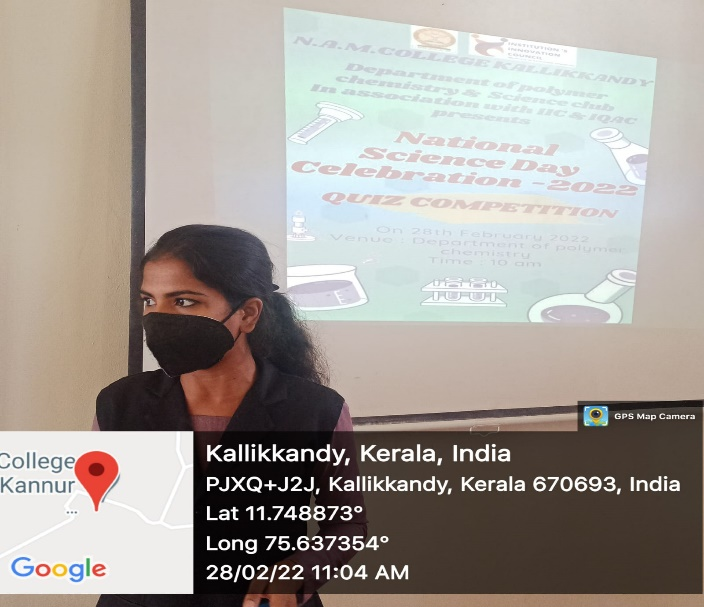 INSTITUTION'S
INNOVATION
COUNCIL
N.A.M.COLLEGE KALLIKKANDY
Department of polymer
chemistry & Science club
In association with IIC & IQAC
presents
National
Science Day
Celebration -2022
QUIZ COMPETITION
On 28th February 2022
Venue : Department of polymer
chemistry
Time : 10 am
GPS Map Camera
College
Kannur
...
Google
Kallikkandy, Kerala, India
PJXQ+J2J, Kallikkandy, Kerala 670693, India
Lat 11.748873°
Long 75.637354°
28/02/22 11:04 AM